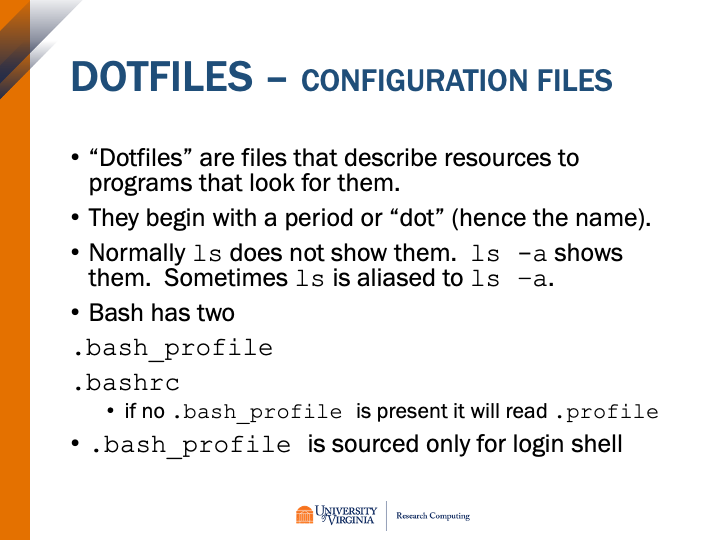 DOTFILES – CONFIGURATION FILES
• “Dotfiles” are files that describe resources to
programs that look for them.
• They begin with a period or “dot” (hence the name).
• Normally ls does not show them.  ls –a shows
them.  Sometimes ls is aliased to ls –a.
• Bash has two
.bash_profile
.bashrc
• if no .bash_profile is present it will read .profile
• .bash_profile is sourced only for login shell
UNIVERSITY
of VIRGINIA
Research Computing